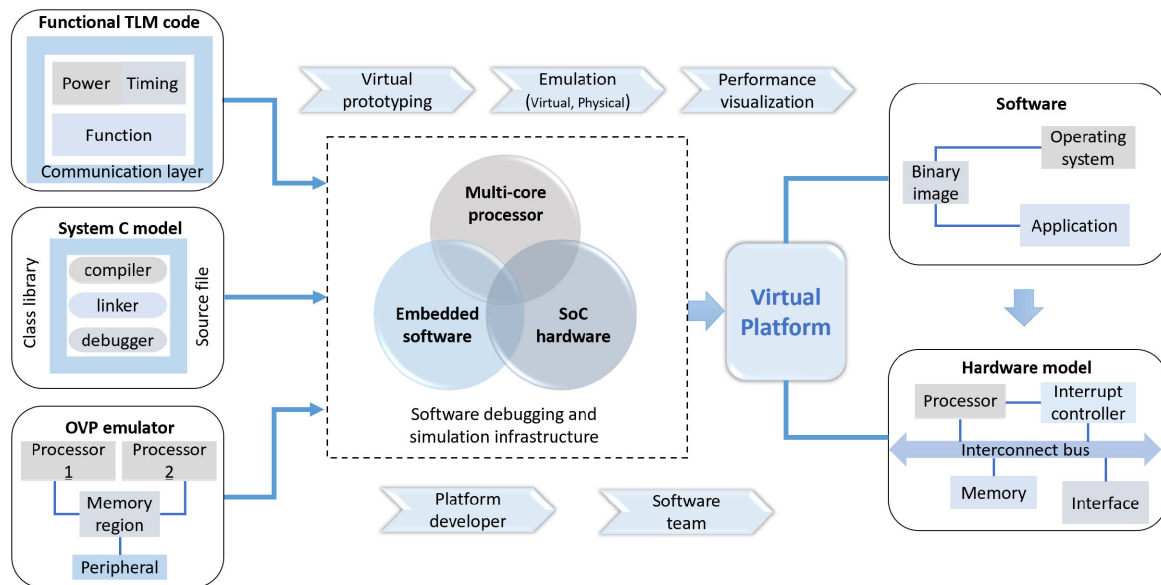 Functional TLM code
Power
Timing
Function
Communication layer
System C model
Class library
compiler
linker
debugger
Source file
OVP emulator
Processor
1
Processor
2
Memory
region
Peripheral
Virtual
prototyping
Emulation
(Virtual, Physical)
Performance
visualization
Multi-core
processor
Embedded
software
SoC
hardware
Software debugging and
simulation infrastructure
Platform
developer
Software
team
Virtual
Platform
Software
Operating
system
Binary
image
Application
Hardware model
Processor
Interrupt
controller
Interconnect bus
Memory
Interface